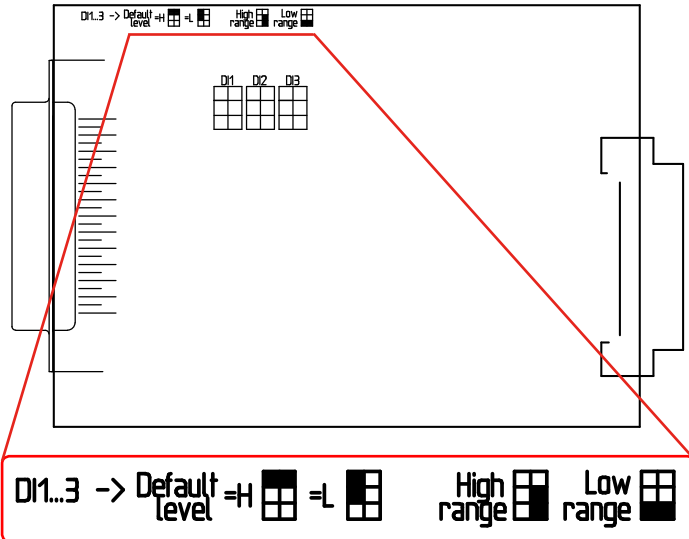 DI1...3 -> Default level =H =L High range Low range
DI1 DI2 DI3
DI1...3 -> Default level =H =L High range Low range